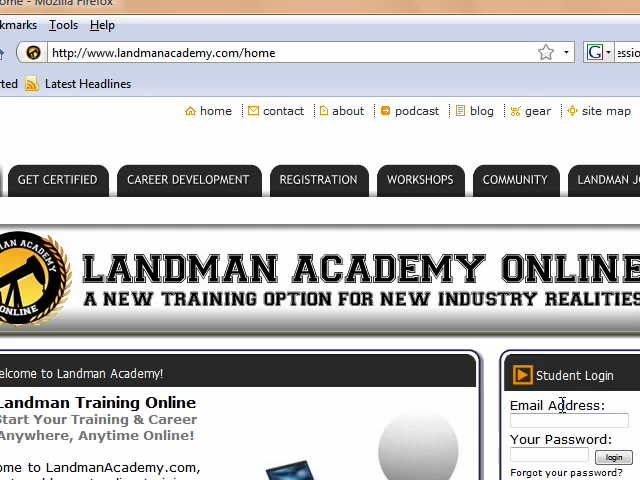 ome - Mozilla Firefox
kmarks Tools Help
http://www.landmanacademy.com/home
G
ssio
rted Latest Headlines
home contact about podcast blog gear site map
GET CERTIFIED CAREER DEVELOPMENT REGISTRATION WORKSHOPS COMMUNITY LANDMAN JO
MAN ACADEMY
ONLINE
LANDMAN ACADEMY ONLINE
A NEW TRAINING OPTION FOR NEW INDUSTRY REALITIES
elcome to Landman Academy!
Landman Training Online
Start Your Training & Career
Anywhere, Anytime Online!
ome to LandmanAcademy.com,
Student Login
Email Address:
Your Password:
login
Forgot your password?